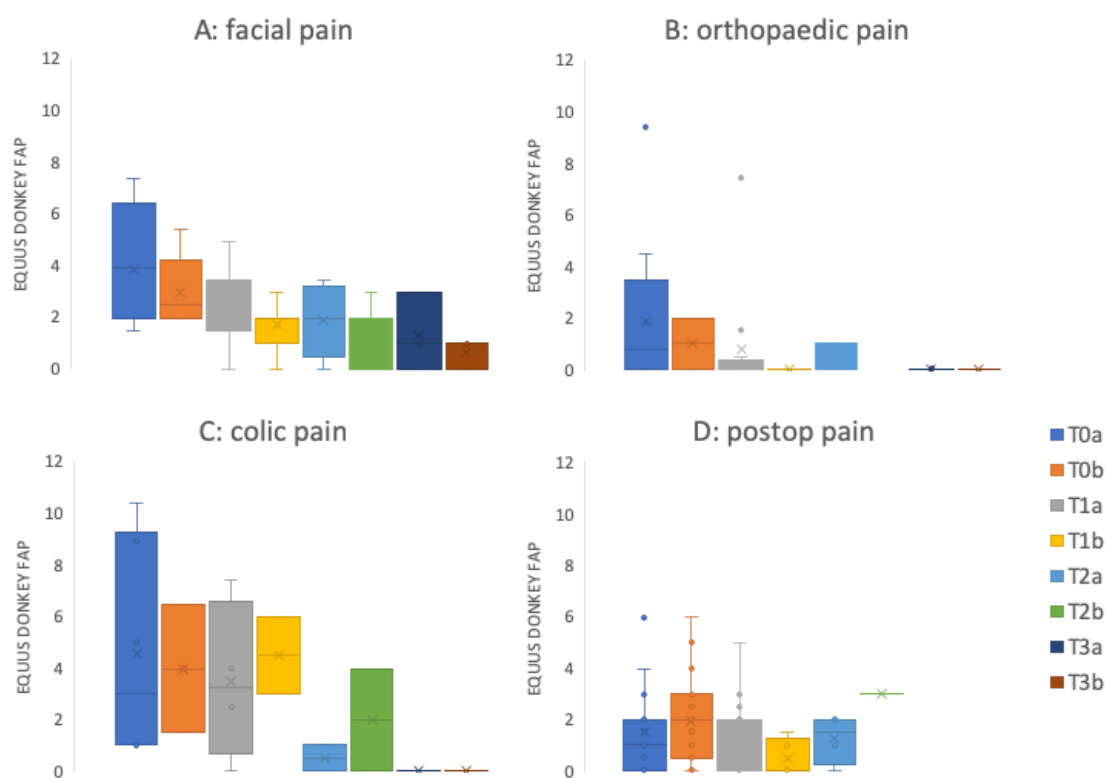 A: facial pain
B: orthopaedic pain
12
10
8
6
4
2
0
EQUUS DONKEY FAP
12
10
8
6
4
2
0
EQUUS DONKEY FAP
C: colic pain
D: postop pain
12
10
8
6
4
2
0
EQUUS DONKEY FAP
12
10
8
6
4
2
0
EQUUS DONKEY FAP
T0a
T0b
T1a
T1b
T2a
T2b
T3a
T3b